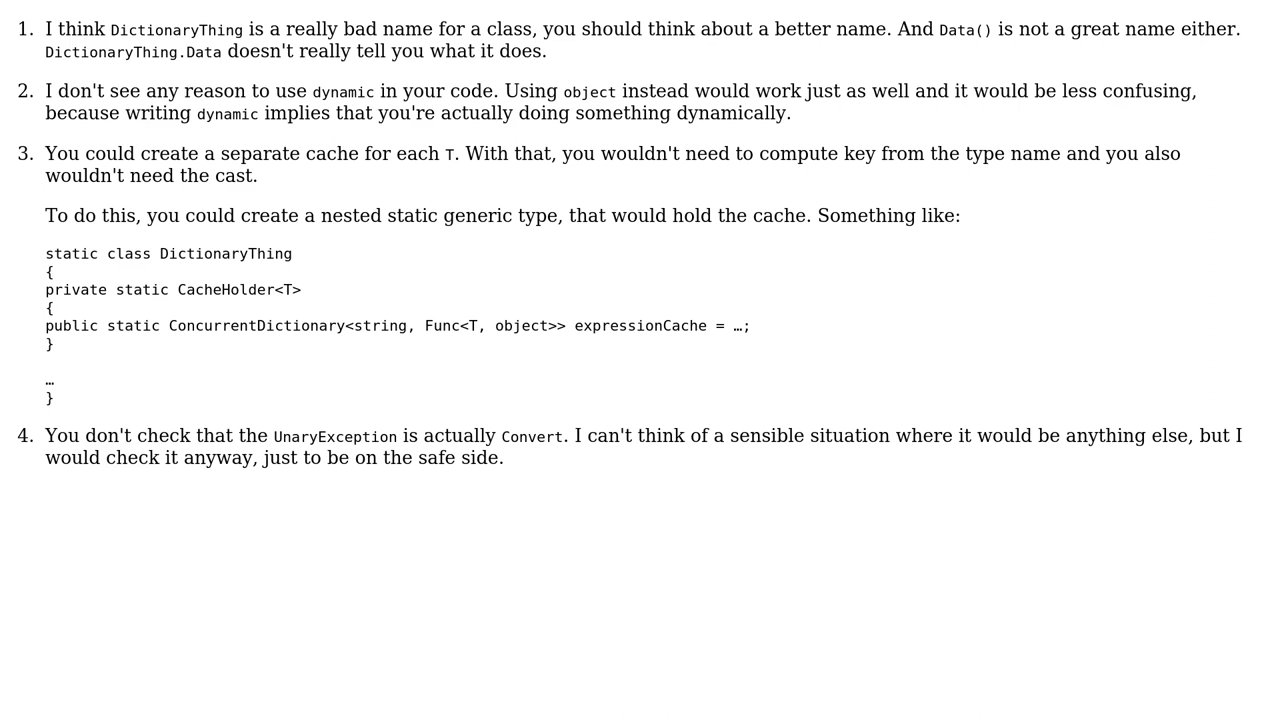 1. I think DictionaryThing is a really bad name for a class, you should think about a better name. And Data() is not a great name either.
DictionaryThing.Data doesn't really tell you what it does.
2. I don't see any reason to use dynamic in your code. Using object instead would work just as well and it would be less confusing,
because writing dynamic implies that you're actually doing something dynamically.
3. You could create a separate cache for each T. With that, you wouldn't need to compute key from the type name and you also
wouldn't need the cast.
To do this, you could create a nested static generic type, that would hold the cache. Something like:
static class DictionaryThing
{
private static CacheHolder<T>
{
public static ConcurrentDictionary<string, Func<T, object>> expressionCache = …;
}
…
}
4. You don't check that the UnaryException is actually Convert. I can't think of a sensible situation where it would be anything else, but I
would check it anyway, just to be on the safe side.